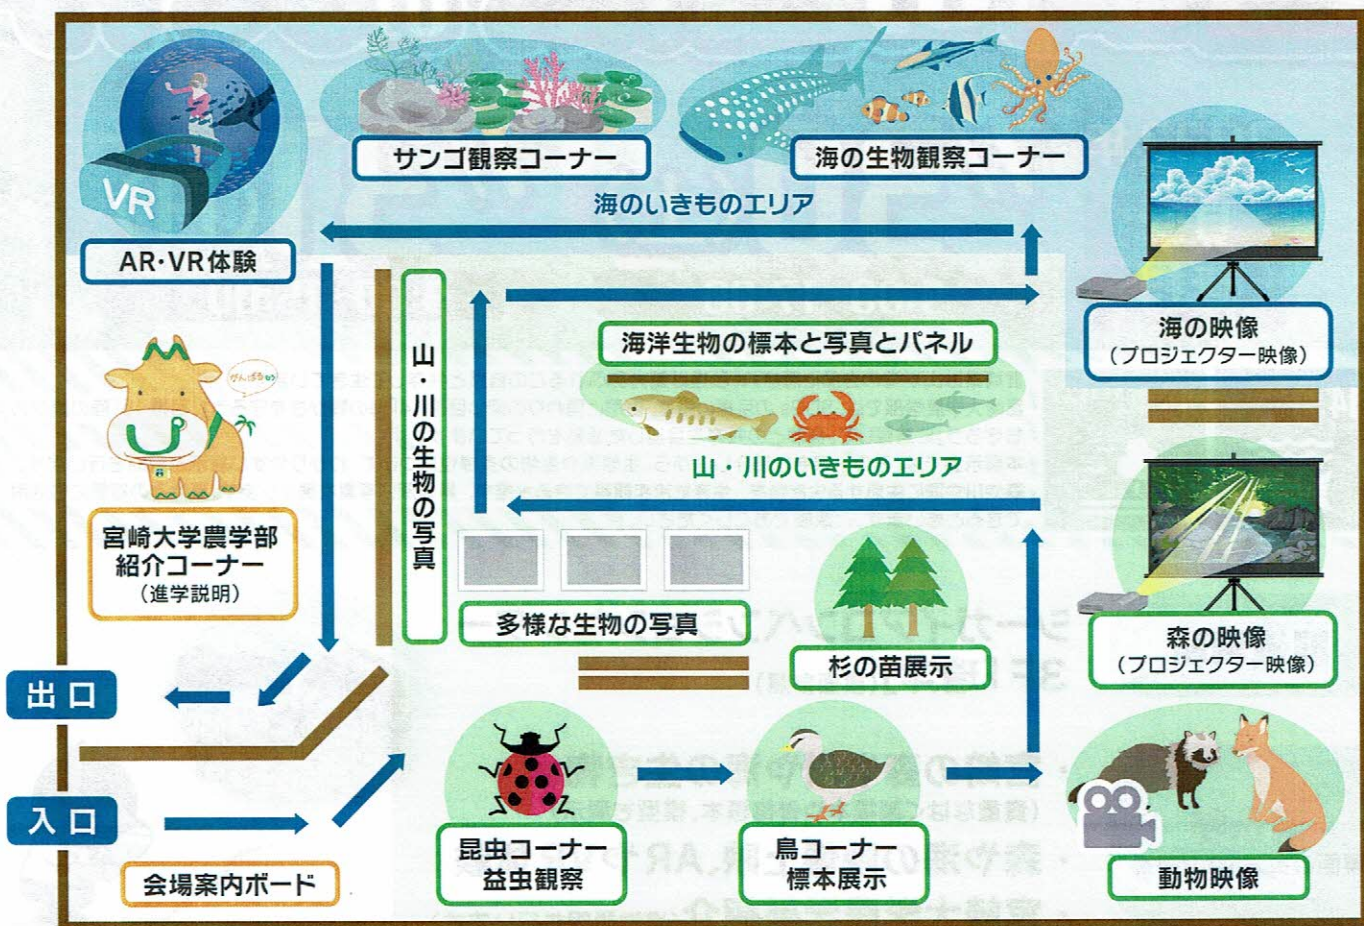 VR
サンゴ観察コーナー
海の生物観察コーナー
海のいきものエリア
AR・VR体験
海の映像
(プロジェクター映像)
山・川の生物の写真
海洋生物の標本と写真とパネル
山・川のいきものエリア
がんばるぃ
宮崎大学農学部
紹介コーナー
(進学説明)
多様な生物の写真
杉の苗展示
森の映像
(プロジェクター映像)
出口
入口
会場案内ボード
昆虫コーナー
益虫観察
鳥コーナー
標本展示
動物映像